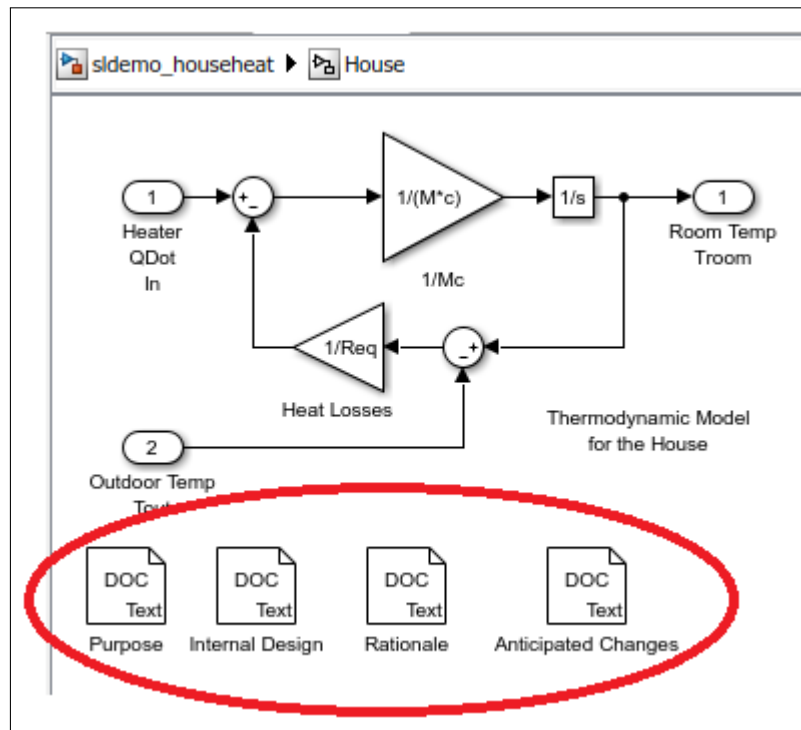 sldemo_househeat House
1
Heater
QDot
In
+_
1/(M*c)
1/Mc
1/s
1
Room Temp
Troom
1/Req
Heat Losses
_+
Thermodynamic Model
for the House
2
Outdoor Temp
Tout
DOC
Text
Purpose
DOC
Text
Internal Design
DOC
Text
Rationale
DOC
Text
Anticipated Changes